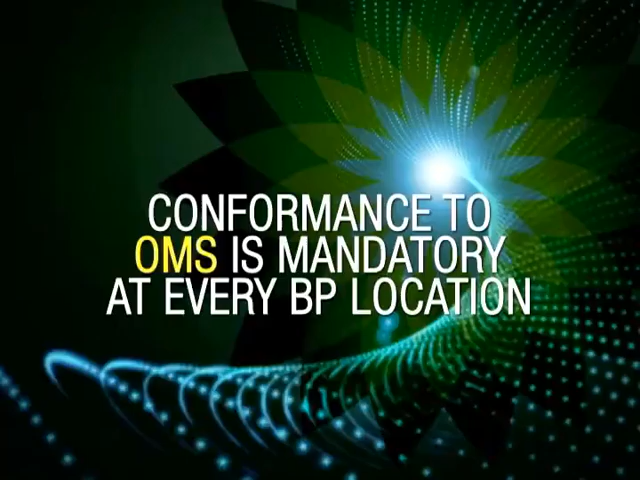 CONFORMANCE TO
OMS IS MANDATORY
AT EVERY BP LOCATION